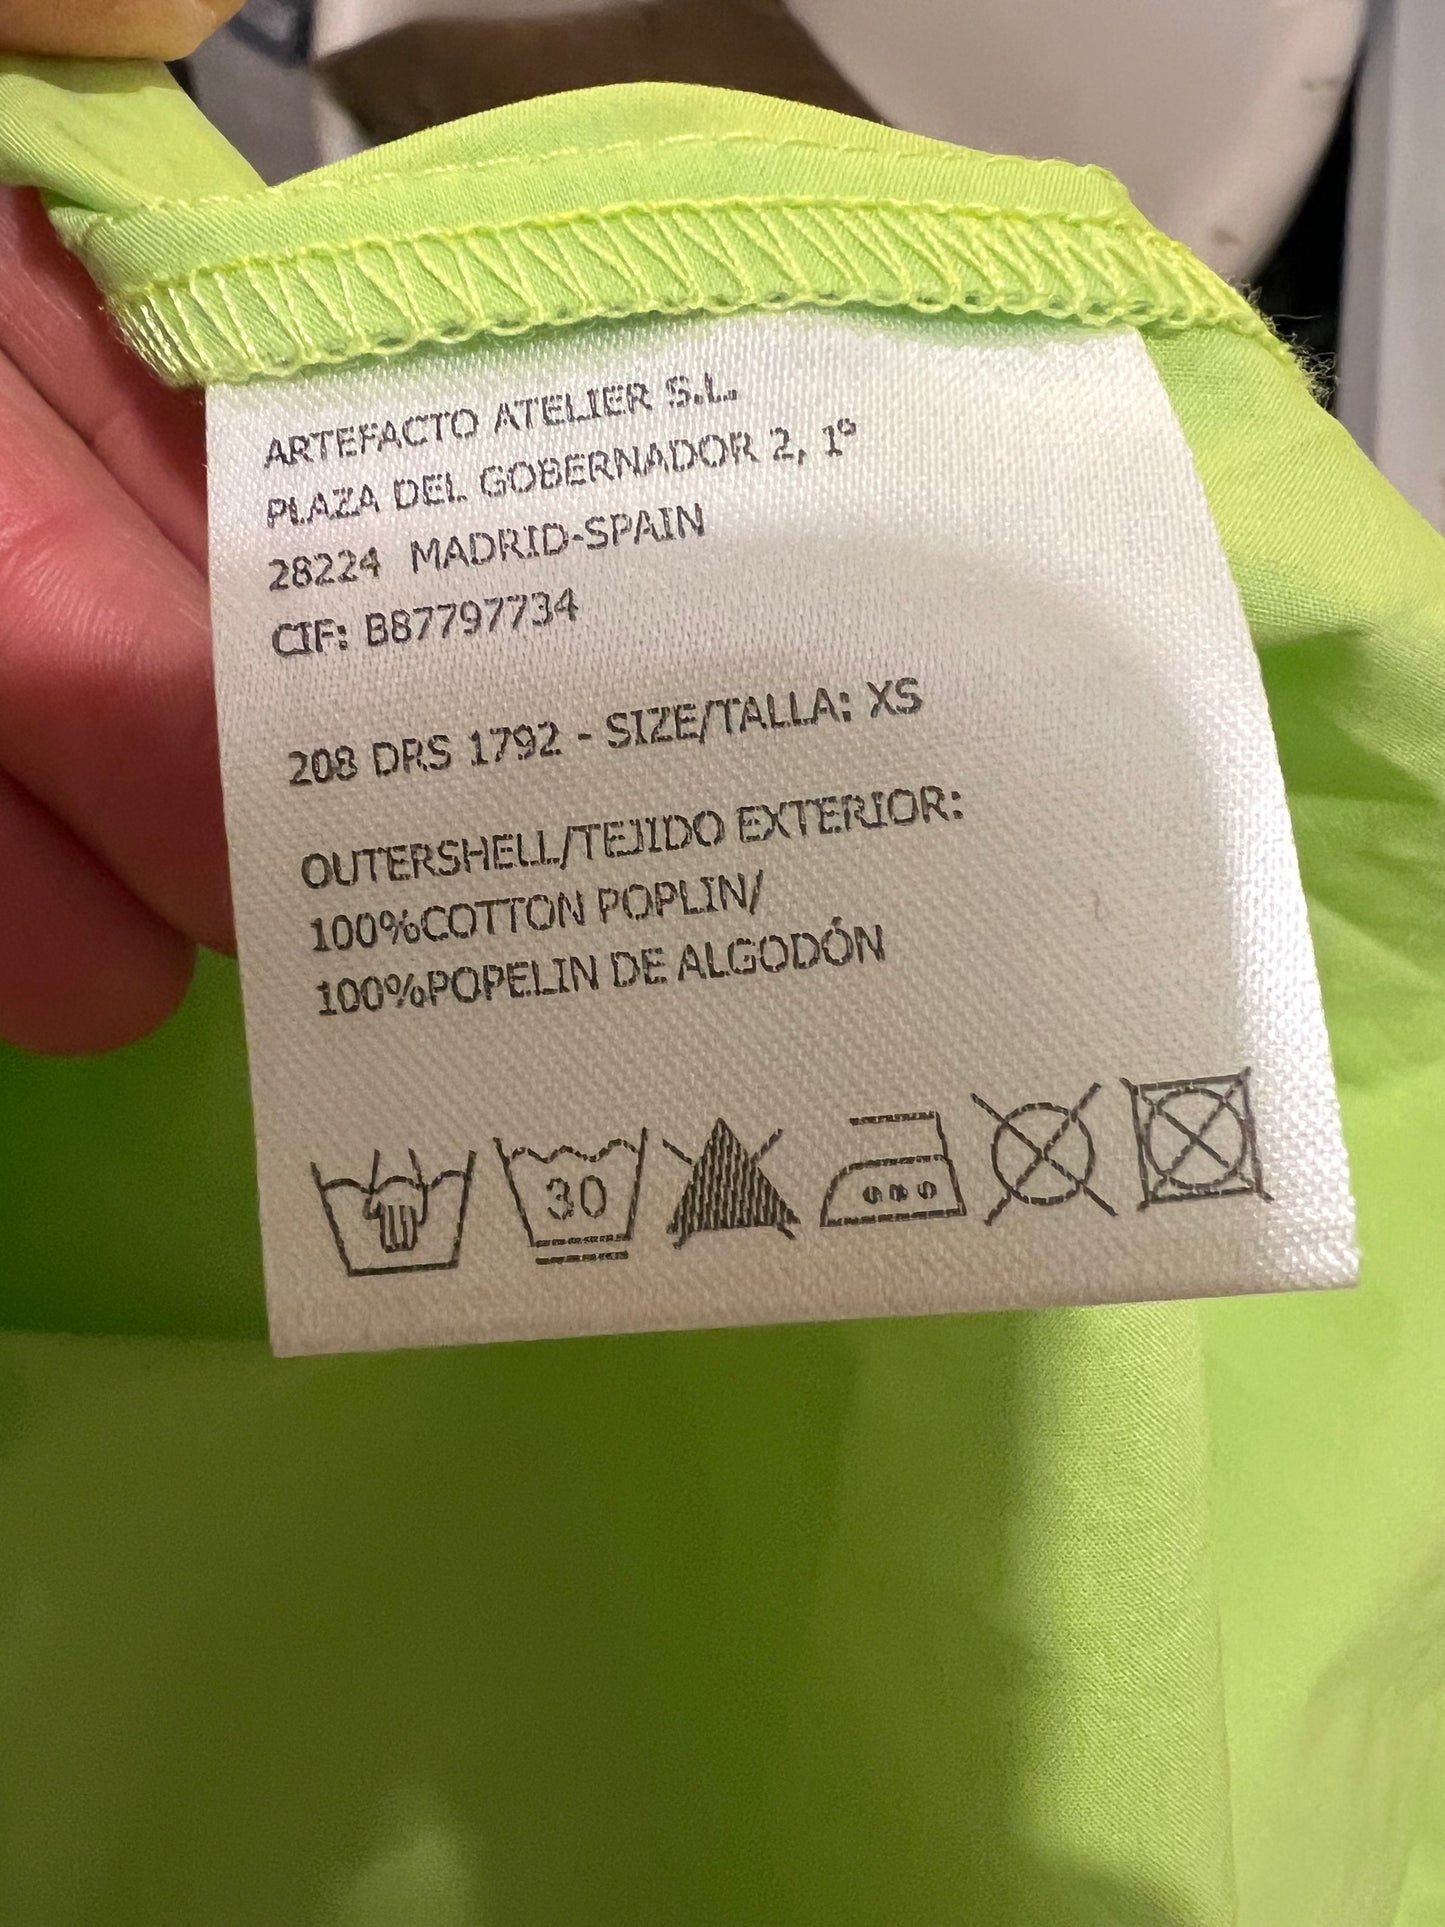 ARTEFACTO ATELIER S.L.
PLAZA DEL GOBERNADOR 2, 1º
28224 MADRID-SPAIN
CIF: B87797734
208 DRS 1792 - SIZE/TALLA: XS
OUTERSHELL/TEJIDO EXTERIOR:
100%COTTON POPLIN/
100%POPELIN DE ALGODÓN
30